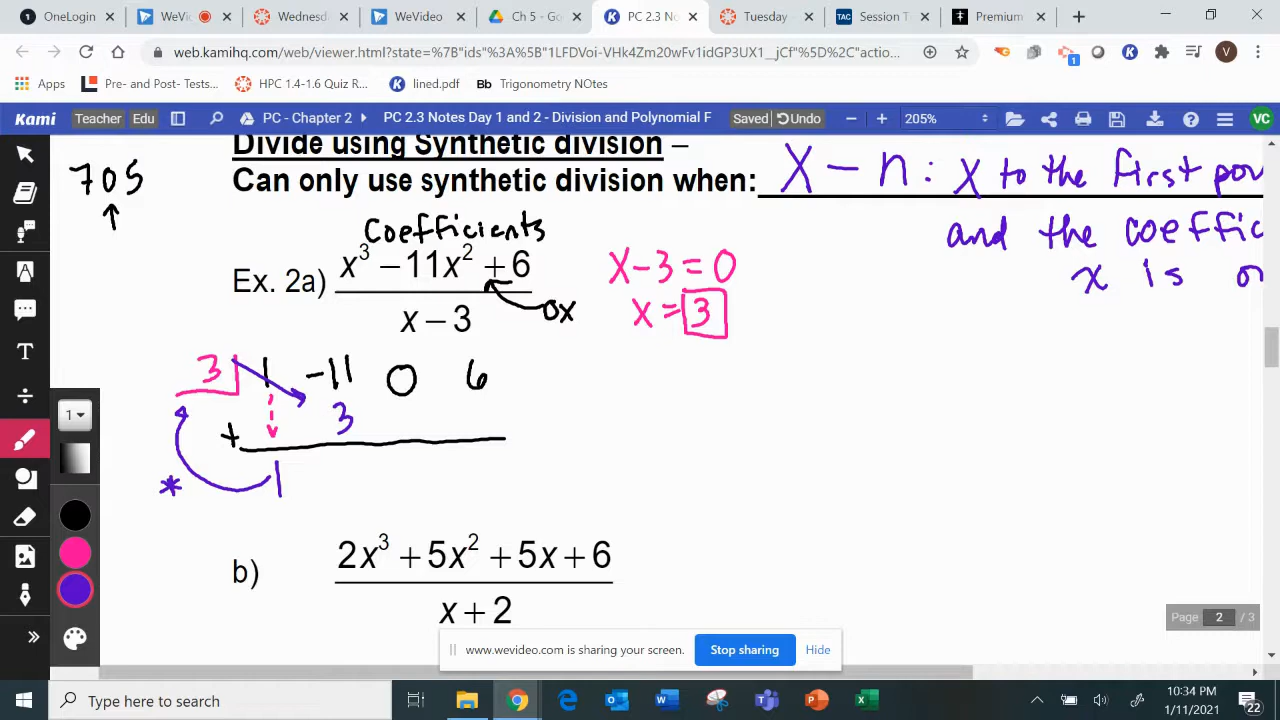 OneLogin
WeVid
Wednesda
WeVideo
Ch 5 - Go
PC 2.3 No
Tuesday
Session T
Premium
web.kamihq.com/web/viewer.html?state=%7B"ids"%3A%5B"1LFDVoi-VHk4Zm20wFv1idGP3UX1__jCf"%5D%2C"actio...
Apps
Pre- and Post- Tests...
HPC 1.4-1.6 Quiz R...
lined.pdf
Bb Trigonometry NOtes
Kami
Teacher
Edu
PC - Chapter 2
PC 2.3 Notes Day 1 and 2 - Division and Polynomial F
Saved
Undo
205%
VC
705
Divide using Synthetic division –
Can only use synthetic division when:
X - n : X to the first pow
and the coeffic
x is on
Coefficients
Ex. 2a)
x³ – 11x² + 6
x – 3
0x
x-3=0
x = 3
3 1 -11 0 6
3
+
* 1
b)
2x³ + 5x² + 5x + 6
x + 2
1
Page 2 / 3
www.wevideo.com is sharing your screen.
Stop sharing
Hide
Type here to search
10:34 PM
1/11/2021
22